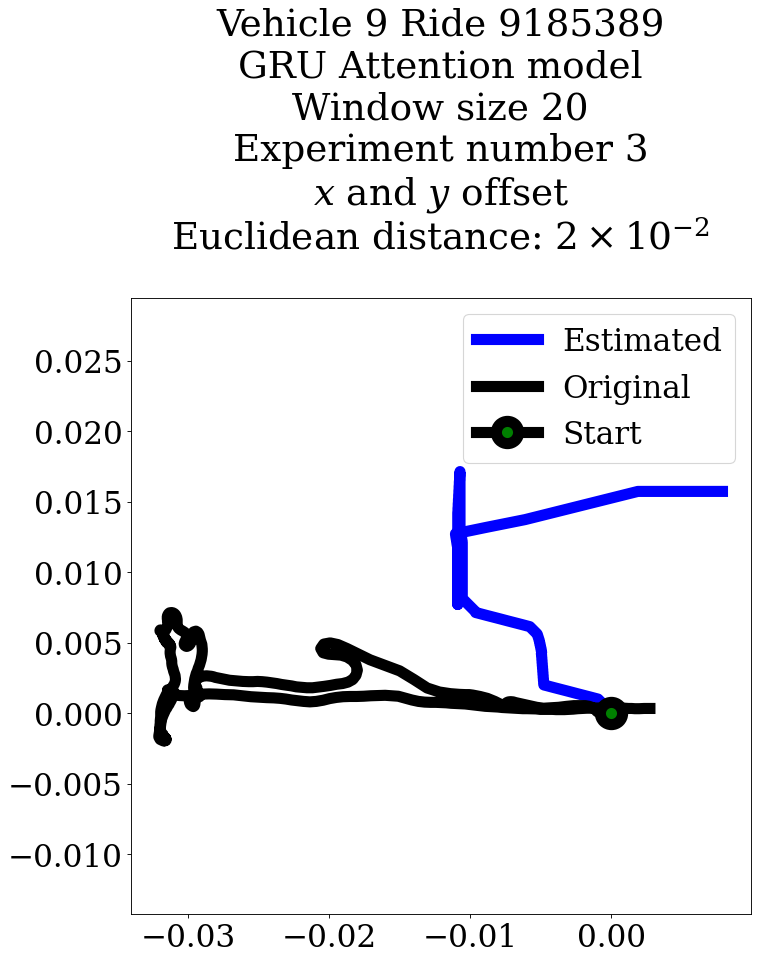 Vehicle 9 Ride 9185389
GRU Attention model
Window size 20
Experiment number 3
x and y offset
Euclidean distance: 2 × 10⁻²
Estimated
Original
Start
0.025
0.020
0.015
0.010
0.005
0.000
−0.005
−0.010
−0.03 −0.02 −0.01 0.00